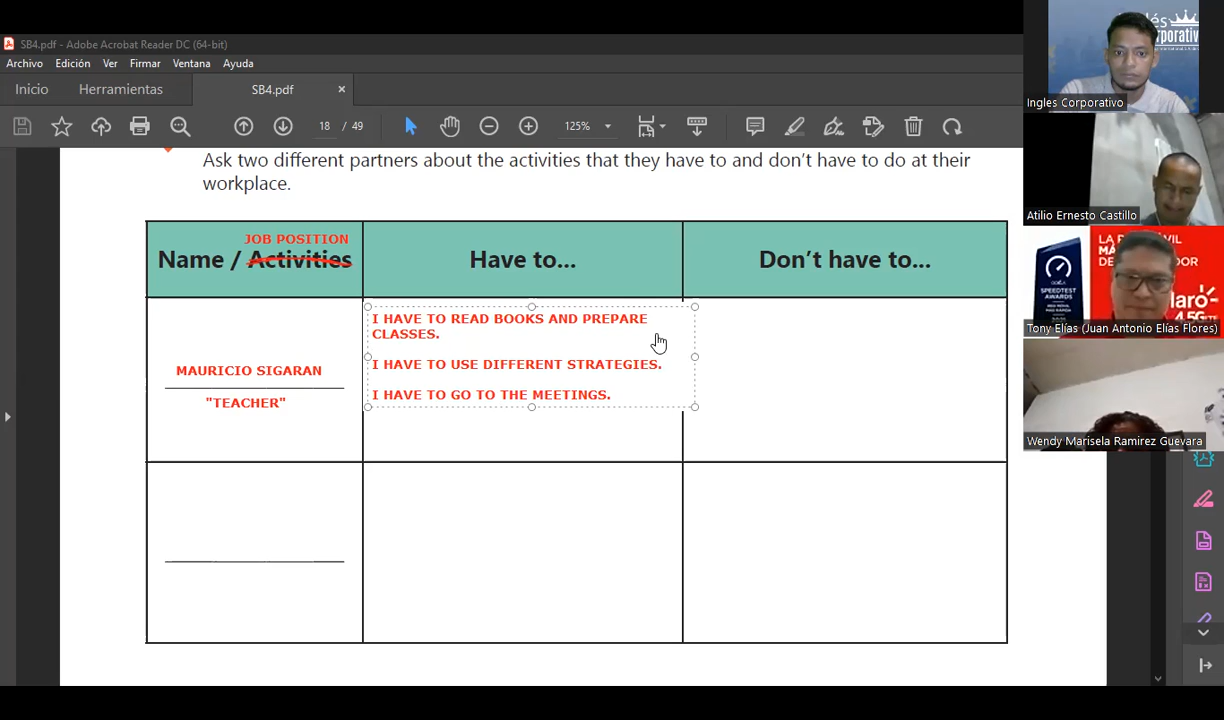 SB4.pdf - Adobe Acrobat Reader DC (64-bit)
Archivo Edición Ver Firmar Ventana Ayuda
Inicio Herramientas SB4.pdf ×
18 / 49 125%
Ask two different partners about the activities that they have to and don't have to do at their
workplace.
JOB POSITION
Name / Activities Have to... Don't have to...
I HAVE TO READ BOOKS AND PREPARE
CLASSES.
I HAVE TO USE DIFFERENT STRATEGIES.
I HAVE TO GO TO THE MEETINGS.
MAURICIO SIGARAN
"TEACHER"
Ingles Corporativo
Atilio Ernesto Castillo
SPEEDTEST
AWARDS
Tony Elías (Juan Antonio Elías Flores)
Wendy Marisela Ramirez Guevara